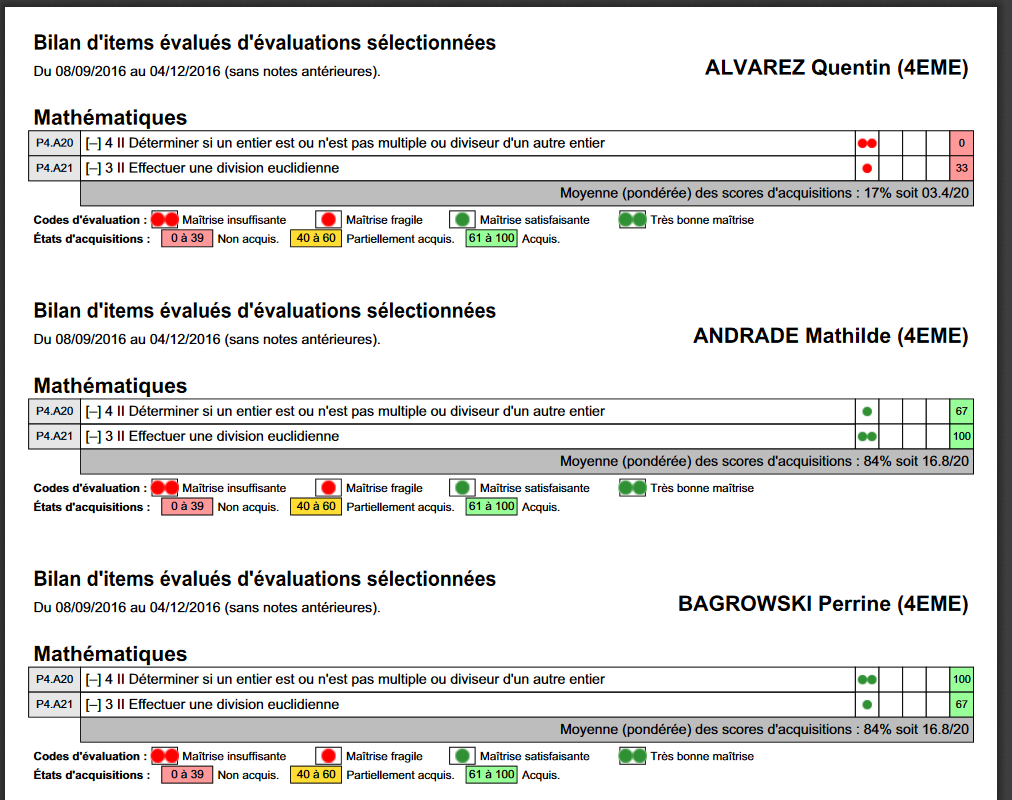 Bilan d'items évalués d'évaluations sélectionnées
Du 08/09/2016 au 04/12/2016 (sans notes antérieures).
ALVAREZ Quentin (4EME)
Mathématiques
P4.A20 [–] 4 II Déterminer si un entier est ou n'est pas multiple ou diviseur d'un autre entier 0
P4.A21 [–] 3 II Effectuer une division euclidienne 33
Moyenne (pondérée) des scores d'acquisitions : 17% soit 03.4/20
Codes d'évaluation : Maîtrise insuffisante Maîtrise fragile Maîtrise satisfaisante Très bonne maîtrise
États d'acquisitions : 0 à 39 Non acquis. 40 à 60 Partiellement acquis. 61 à 100 Acquis.
Bilan d'items évalués d'évaluations sélectionnées
Du 08/09/2016 au 04/12/2016 (sans notes antérieures).
ANDRADE Mathilde (4EME)
Mathématiques
P4.A20 [–] 4 II Déterminer si un entier est ou n'est pas multiple ou diviseur d'un autre entier 67
P4.A21 [–] 3 II Effectuer une division euclidienne 100
Moyenne (pondérée) des scores d'acquisitions : 84% soit 16.8/20
Codes d'évaluation : Maîtrise insuffisante Maîtrise fragile Maîtrise satisfaisante Très bonne maîtrise
États d'acquisitions : 0 à 39 Non acquis. 40 à 60 Partiellement acquis. 61 à 100 Acquis.
Bilan d'items évalués d'évaluations sélectionnées
Du 08/09/2016 au 04/12/2016 (sans notes antérieures).
BAGROWSKI Perrine (4EME)
Mathématiques
P4.A20 [–] 4 II Déterminer si un entier est ou n'est pas multiple ou diviseur d'un autre entier 100
P4.A21 [–] 3 II Effectuer une division euclidienne 67
Moyenne (pondérée) des scores d'acquisitions : 84% soit 16.8/20
Codes d'évaluation : Maîtrise insuffisante Maîtrise fragile Maîtrise satisfaisante Très bonne maîtrise
États d'acquisitions : 0 à 39 Non acquis. 40 à 60 Partiellement acquis. 61 à 100 Acquis.